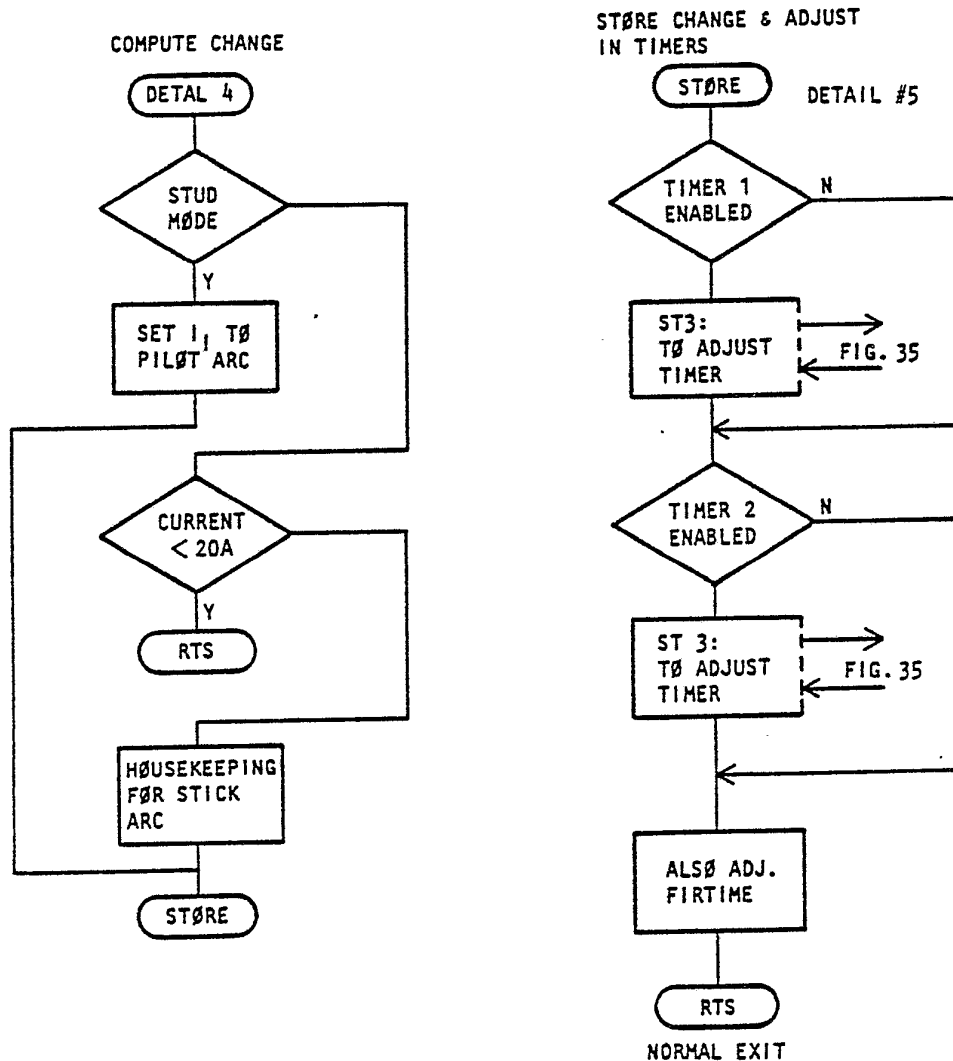 COMPUTE CHANGE
DETAL 4
STUD
MØDE
Y
SET I₁ TØ
PILØT ARC
CURRENT
< 20A
Y
RTS
HØUSEKEEPING
FØR STICK
ARC
STØRE
STØRE CHANGE & ADJUST
IN TIMERS
STØRE
DETAIL #5
TIMER 1
ENABLED
N
ST3:
TØ ADJUST
TIMER
FIG. 35
TIMER 2
ENABLED
N
ST 3:
TØ ADJUST
TIMER
FIG. 35
ALSØ ADJ.
FIRTIME
RTS
NORMAL EXIT